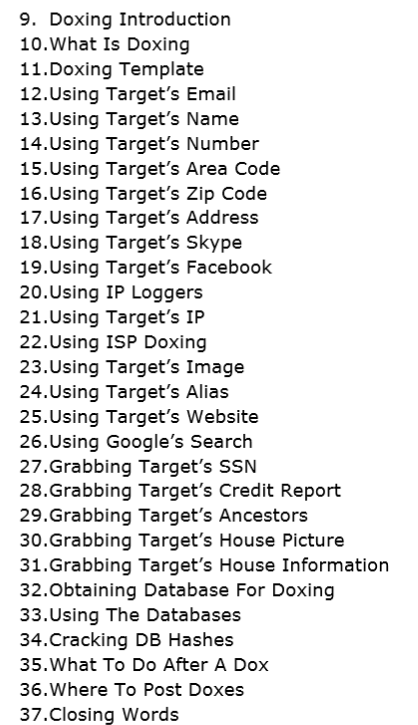 9. Doxing Introduction
10.What Is Doxing
11.Doxing Template
12.Using Target's Email
13.Using Target's Name
14.Using Target's Number
15.Using Target's Area Code
16.Using Target's Zip Code
17.Using Target's Address
18.Using Target's Skype
19.Using Target's Facebook
20.Using IP Loggers
21.Using Target's IP
22.Using ISP Doxing
23.Using Target's Image
24.Using Target's Alias
25.Using Target's Website
26.Using Google's Search
27.Grabbing Target's SSN
28.Grabbing Target's Credit Report
29.Grabbing Target's Ancestors
30.Grabbing Target's House Picture
31.Grabbing Target's House Information
32.Obtaining Database For Doxing
33.Using The Databases
34.Cracking DB Hashes
35.What To Do After A Dox
36.Where To Post Doxes
37.Closing Words